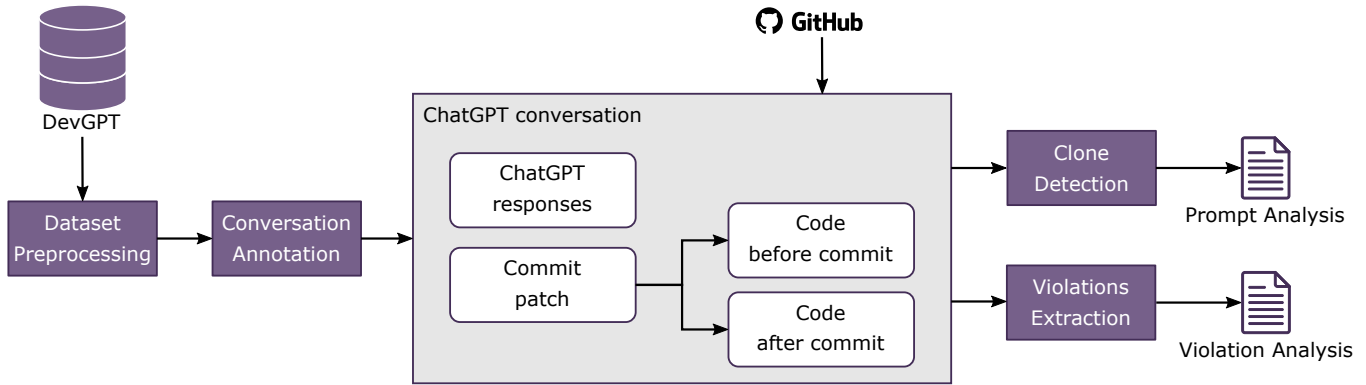 GitHub
DevGPT
Dataset
Preprocessing
Conversation
Annotation
ChatGPT conversation
ChatGPT
responses
Commit
patch
Code
before commit
Code
after commit
Clone
Detection
Prompt Analysis
Violations
Extraction
Violation Analysis